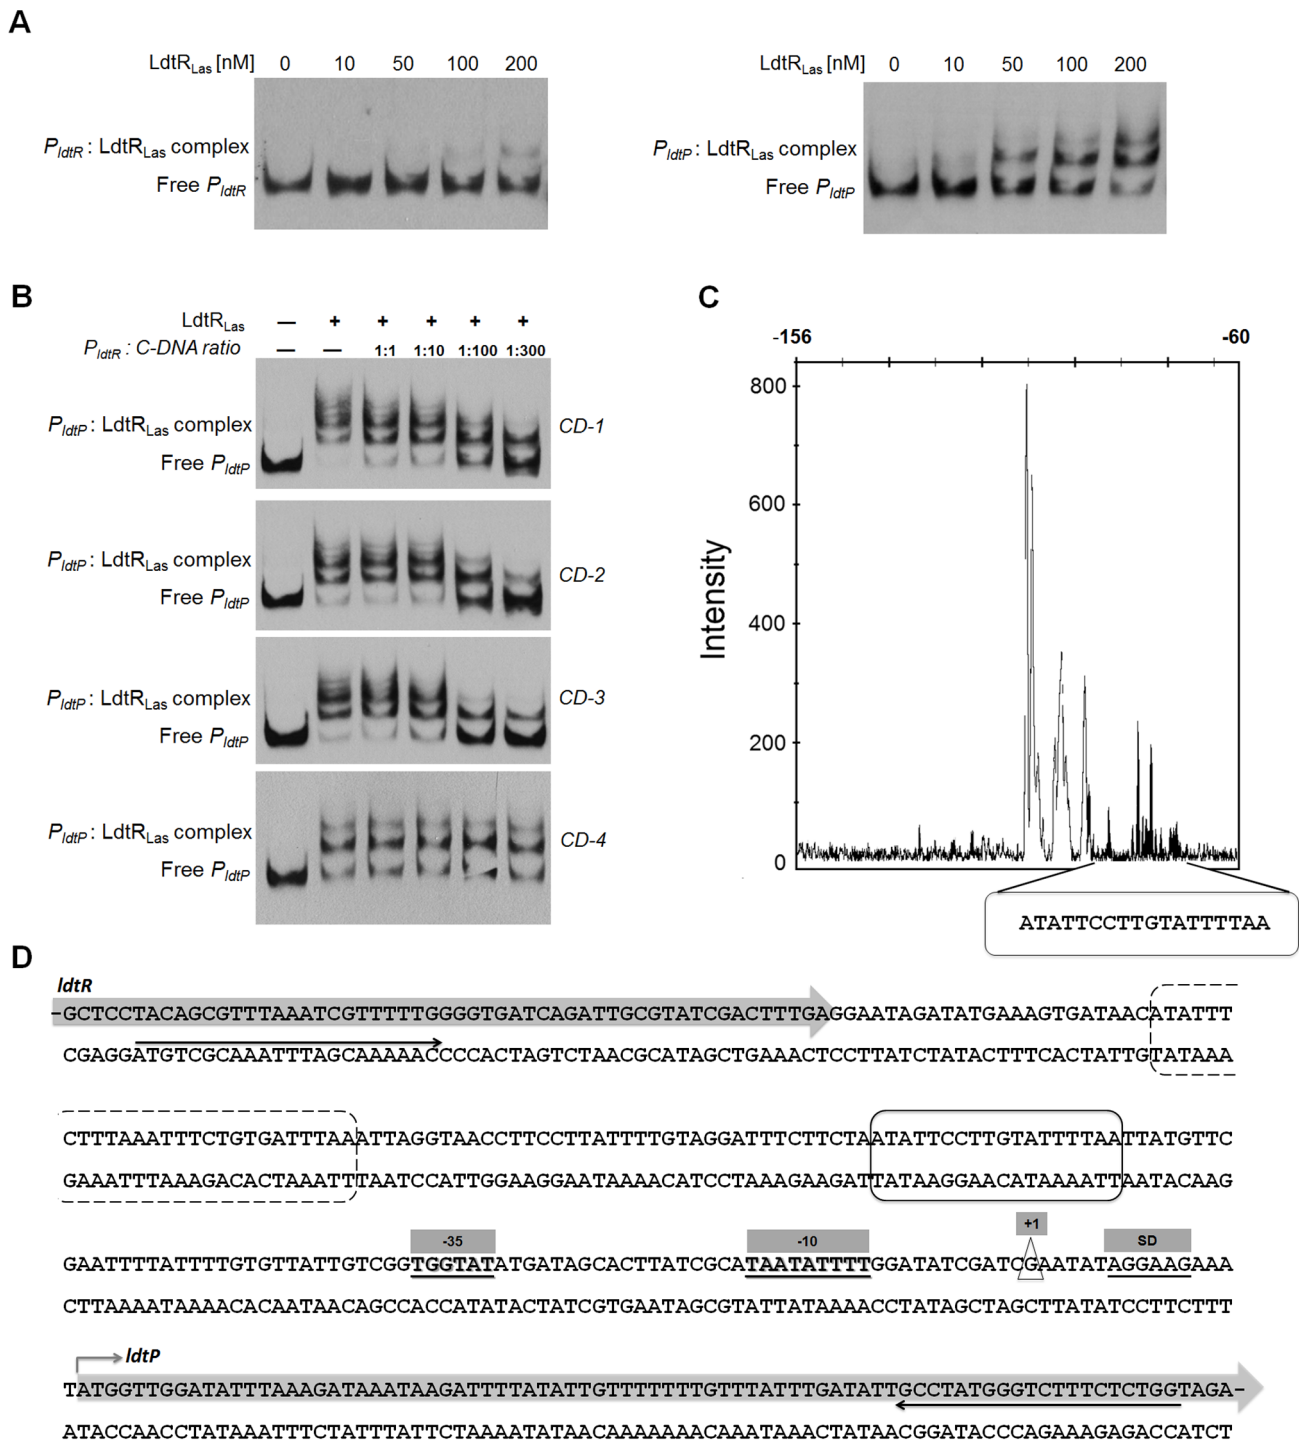 A
LdtRLas [nM] 0 10 50 100 200
PldtR : LdtRLas complex
Free PldtR
LdtRLas [nM] 0 10 50 100 200
PldtP : LdtRLas complex
Free PldtP
B
LdtRLas — + + + + +
PldtR : C-DNA ratio — — 1:1 1:10 1:100 1:300
PldtP : LdtRLas complex
Free PldtP
CD-1
PldtP : LdtRLas complex
Free PldtP
CD-2
PldtP : LdtRLas complex
Free PldtP
CD-3
PldtP : LdtRLas complex
Free PldtP
CD-4
C
-156 -60
800
600
400
200
0
Intensity
ATATTCCTTGTATTTTAA
D
ldtR
-GCTCCTACAGCGTTTAAATCGTTTTTGGGGTGATCAGATTGCGTATCGACTTTGAGGAATAGATATGAAAGTGATAACATATTT
CGAGGATGTCGCAAATTTAGCAAAAACCCCACTAGTCTAACGCATAGCTGAAACTCCTTATCTATACTTTCACTATTGTATAAA
CTTTAAATTTCTGTGATTTAAATTAGGTAACCTTCCTTATTTTGTAGGATTTCTTCTAATATTCCTTGTATTTTAATTATGTTC
GAAATTTAAAGACACTAAATTTAATCCATTGGAAGGAATAAAACATCCTAAAGAAGATTATAAGGAACATAAAATTAATACAAG
-35 -10 +1 SD
GAATTTTATTTTGTGTTATTGTCGGTGGTATATGATAGCACTTATCGCATAATATTTTGGATATCGATCGAATATAGGAAGAAA
CTTAAAATAAAACACAATAACAGCCACCATATACTATCGTGAATAGCGTATTATAAAACCTATAGCTAGCTTATATCCTTCTTT
ldtP
TATGGTTGGATATTTAAAGATAAATAAGATTTTATATTGTTTTTTTGTTTATTTGATATTGCCTATGGGTCTTTCTCTGGTAGA-
ATACCAACCTATAAATTTCTATTTATTCTAAAATATAACAAAAAAACAAATAAACTATAACGGATACCCAGAAAGAGACCATCT